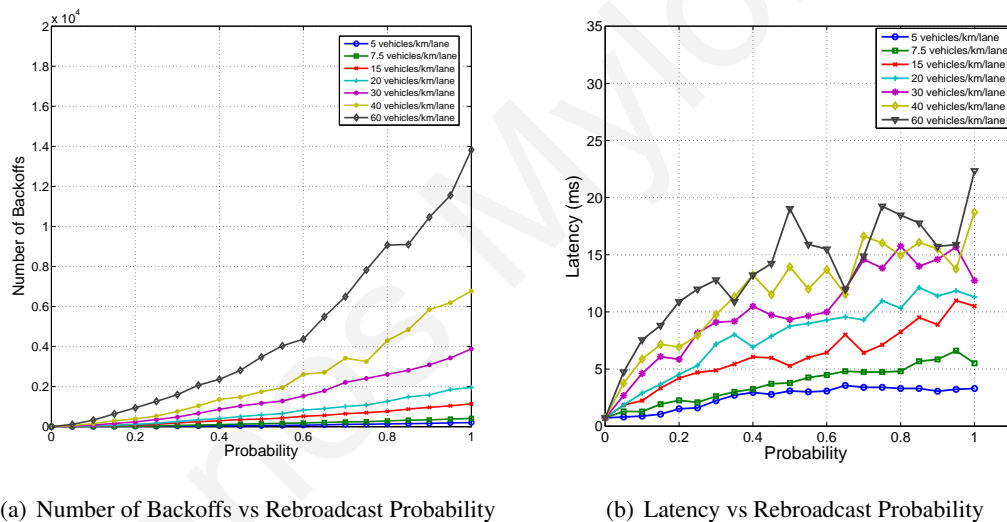 x 10^4
2
1.8
1.6
1.4
1.2
1
0.8
0.6
0.4
0.2
0
Number of Backoffs
0 0.2 0.4 0.6 0.8 1
Probability
5 vehicles/km/lane
7.5 vehicles/km/lane
15 vehicles/km/lane
20 vehicles/km/lane
30 vehicles/km/lane
40 vehicles/km/lane
60 vehicles/km/lane
(a) Number of Backoffs vs Rebroadcast Probability
35
30
25
20
15
10
5
0
Latency (ms)
0 0.2 0.4 0.6 0.8 1
Probability
5 vehicles/km/lane
7.5 vehicles/km/lane
15 vehicles/km/lane
20 vehicles/km/lane
30 vehicles/km/lane
40 vehicles/km/lane
60 vehicles/km/lane
(b) Latency vs Rebroadcast Probability